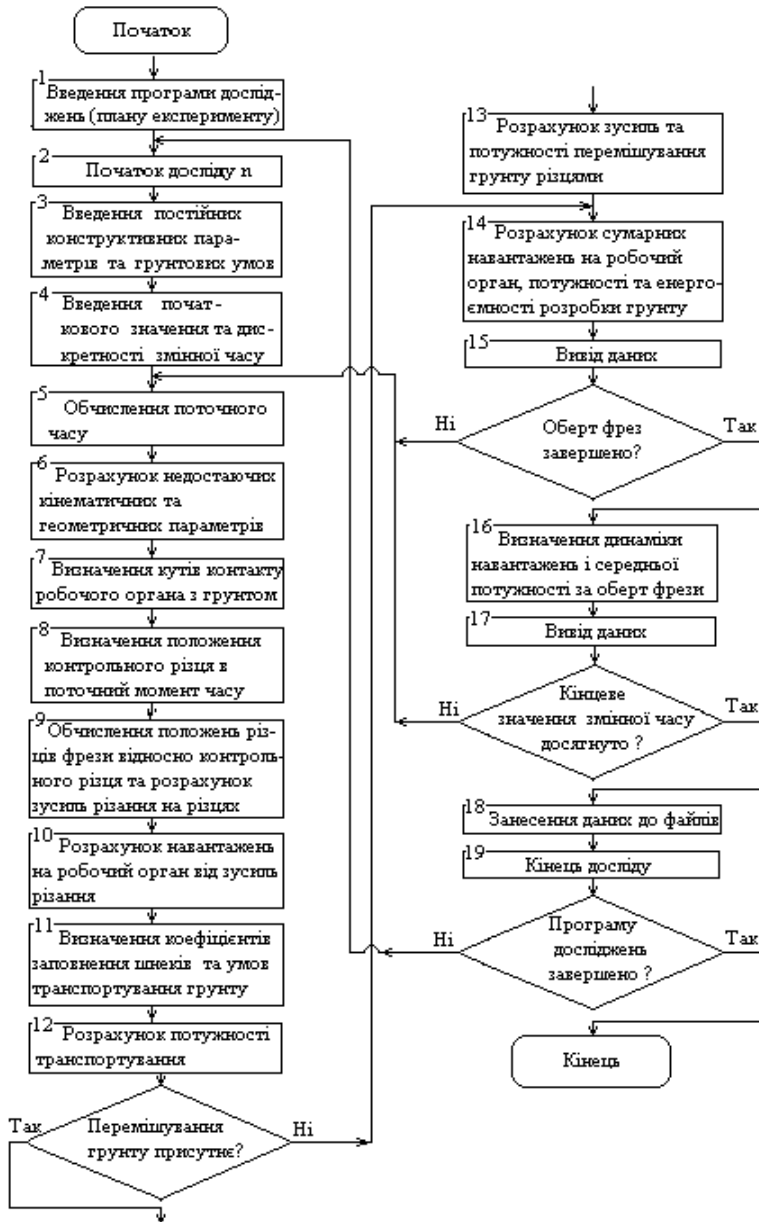 Початок
1
Введення програми дослід-
жень (плану експерименту)
2
Початок досліду n
3
Введення постійних
конструктивних пара-
метрів та грунтових умов
4
Введення почат-
кового значення та дис-
кретності змінної часу
5
Обчислення поточного
часу
6
Розрахунок недостаючих
кінематичних та
геометричних параметрів
7
Визначення кутів контакту
робочого органа з грунтом
8
Визначення положення
контрольного різця в
поточний момент часу
9
Обчислення положень різ-
ців фрези відносно контроль-
ного різця та розрахунок
зусиль різання на різцях
10
Розрахунок навантажень
на робочий орган від зусиль
різання
11
Визначення коефіцієнтів
заповнення шнеків та умов
транспортування грунту
12
Розрахунок потужності
транспортування
Так
Перемішування
грунту присутнє?
Ні
13
Розрахунок зусиль та
потужності перемішування
грунту різцями
14
Розрахунок сумарних
навантажень на робочий
орган, потужності та енерго-
ємності розробки грунту
15
Вивід даних
Ні
Оберт фрез
завершено?
Так
16
Визначення динаміки
навантажень і середньої
потужності за оберт фрези
17
Вивід даних
Ні
Кінцеве
значення змінної часу
досягнуто ?
Так
18
Занесення даних до файлів
19
Кінець досліду
Ні
Програму
досліджень
завершено ?
Так
Кінець